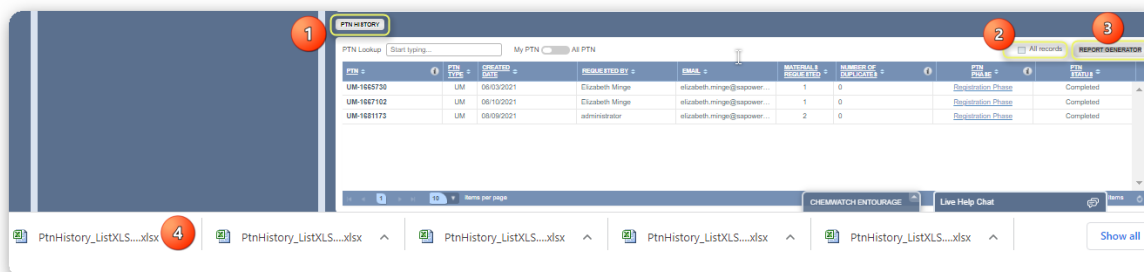 1
PTN HISTORY
2
3
PTN Lookup Start typing... My PTN All PTN All records REPORT GENERATOR
PTN PTN TYPE CREATED DATE REQUESTED BY EMAIL MATERIALS REQUESTED NUMBER OF DUPLICATES PTN PHASE PTN STATUS
UM-1665730 UM 06/03/2021 Elizabeth Minge elizabeth.minge@sapower... 1 0 Registration Phase Completed
UM-1667102 UM 06/10/2021 Elizabeth Minge elizabeth.minge@sapower... 1 0 Registration Phase Completed
UM-1681173 UM 08/09/2021 administrator elizabeth.minge@sapower... 2 0 Registration Phase Completed
1 10 items per page CHEMWATCH ENTOURAGE Live Help Chat items
PtnHistory_ListXLS....xlsx 4 PtnHistory_ListXLS....xlsx PtnHistory_ListXLS....xlsx PtnHistory_ListXLS....xlsx PtnHistory_ListXLS....xlsx Show all